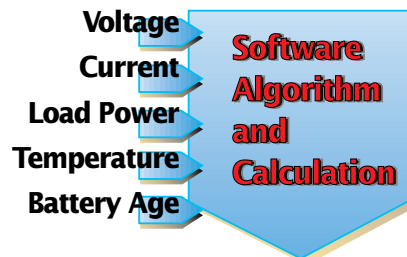 Voltage
Current
Load Power
Temperature
Battery Age
Software
Algorithm
and
Calculation